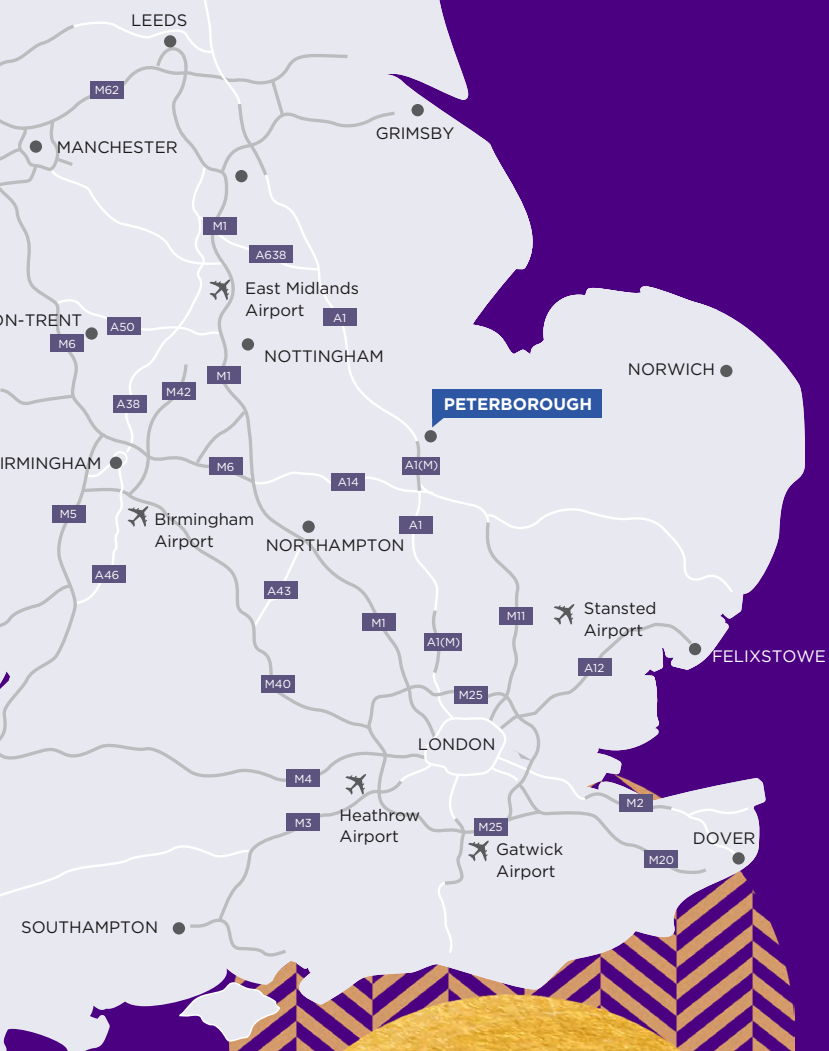 LEEDS
M62
GRIMSBY
MANCHESTER
M1
A638
East Midlands
Airport
A1
ON-TRENT
A50
M6
NOTTINGHAM
NORWICH
M1
M42
A38
PETERBOROUGH
IRMINGHAM
M6
A1(M)
A14
M5
Birmingham
Airport
A1
NORTHAMPTON
A46
A43
M1
M11
Stansted
Airport
A1(M)
FELIXSTOWE
A12
M40
M25
LONDON
M4
M2
Heathrow
Airport
M3
M25
DOVER
Gatwick
Airport
M20
SOUTHAMPTON